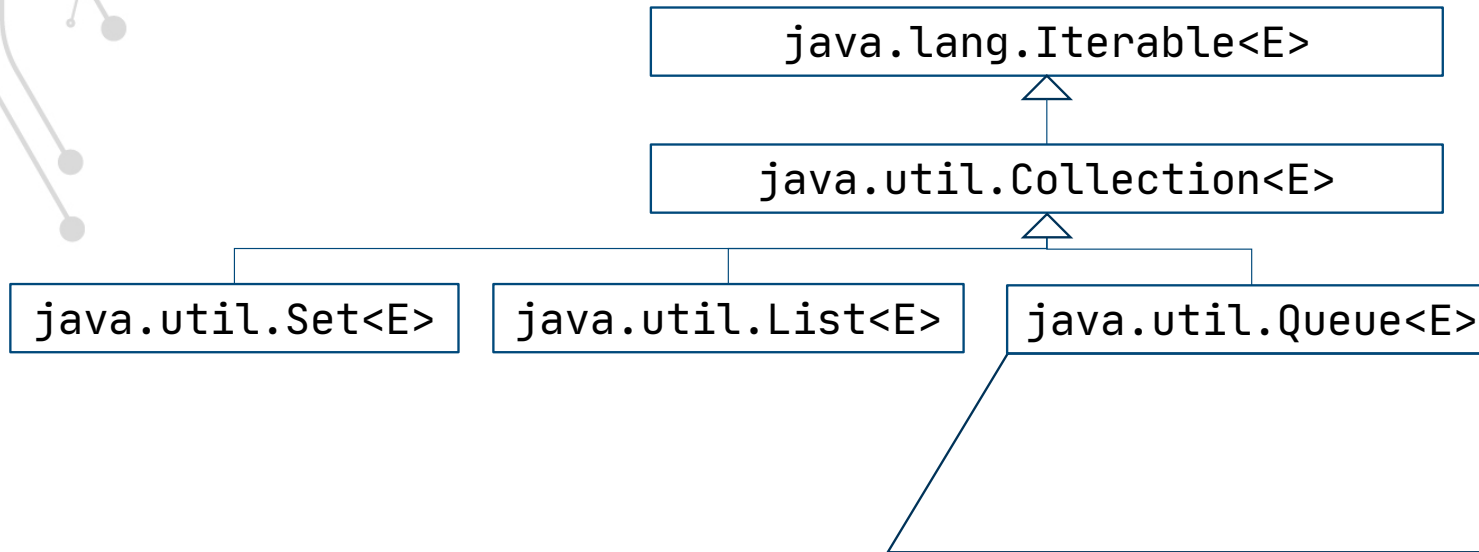 java.lang.Iterable<E>
java.util.Collection<E>
java.util.Set<E>
java.util.List<E>
java.util.Queue<E>